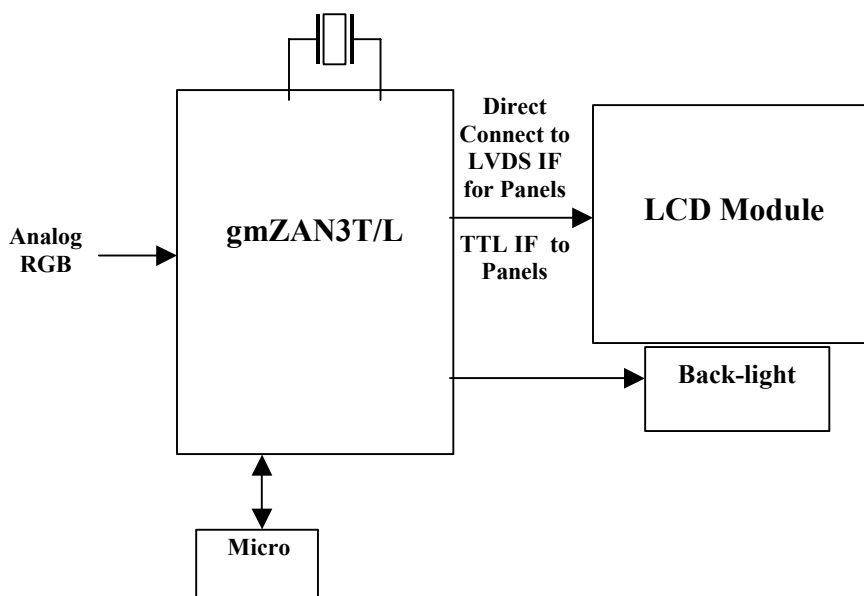 Analog
RGB
gmZAN3T/L
Direct
Connect to
LVDS IF
for Panels
TTL IF to
Panels
LCD Module
Back-light
Micro